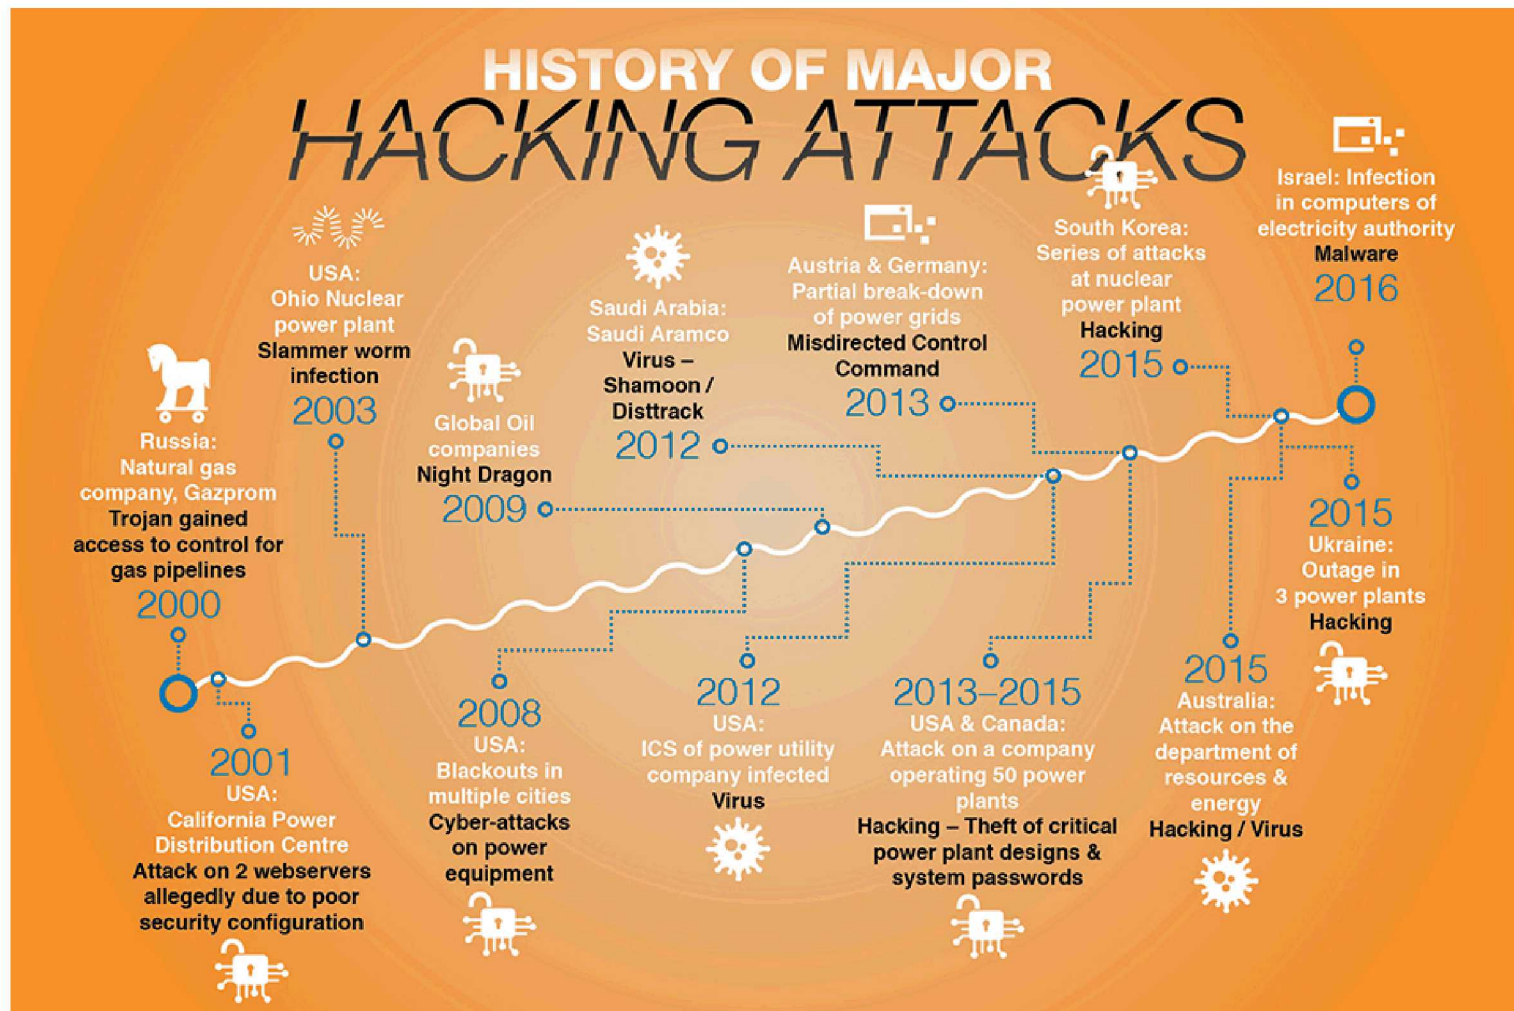 HISTORY OF MAJOR
HACKING ATTACKS
Russia:
Natural gas
company, Gazprom
Trojan gained
access to control for
gas pipelines
2000
USA:
Ohio Nuclear
power plant
Slammer worm
infection
2003
Global Oil
companies
Night Dragon
2009
Saudi Arabia:
Saudi Aramco
Virus –
Shamoon /
Disttrack
2012
Austria & Germany:
Partial break-down
of power grids
Misdirected Control
Command
2013
South Korea:
Series of attacks
at nuclear
power plant
Hacking
2015
Israel: Infection
in computers of
electricity authority
Malware
2016
2001
USA:
California Power
Distribution Centre
Attack on 2 webservers
allegedly due to poor
security configuration
2008
USA:
Blackouts in
multiple cities
Cyber-attacks
on power
equipment
2012
USA:
ICS of power utility
company infected
Virus
2013–2015
USA & Canada:
Attack on a company
operating 50 power
plants
Hacking – Theft of critical
power plant designs &
system passwords
2015
Australia:
Attack on the
department of
resources &
energy
Hacking / Virus
2015
Ukraine:
Outage in
3 power plants
Hacking